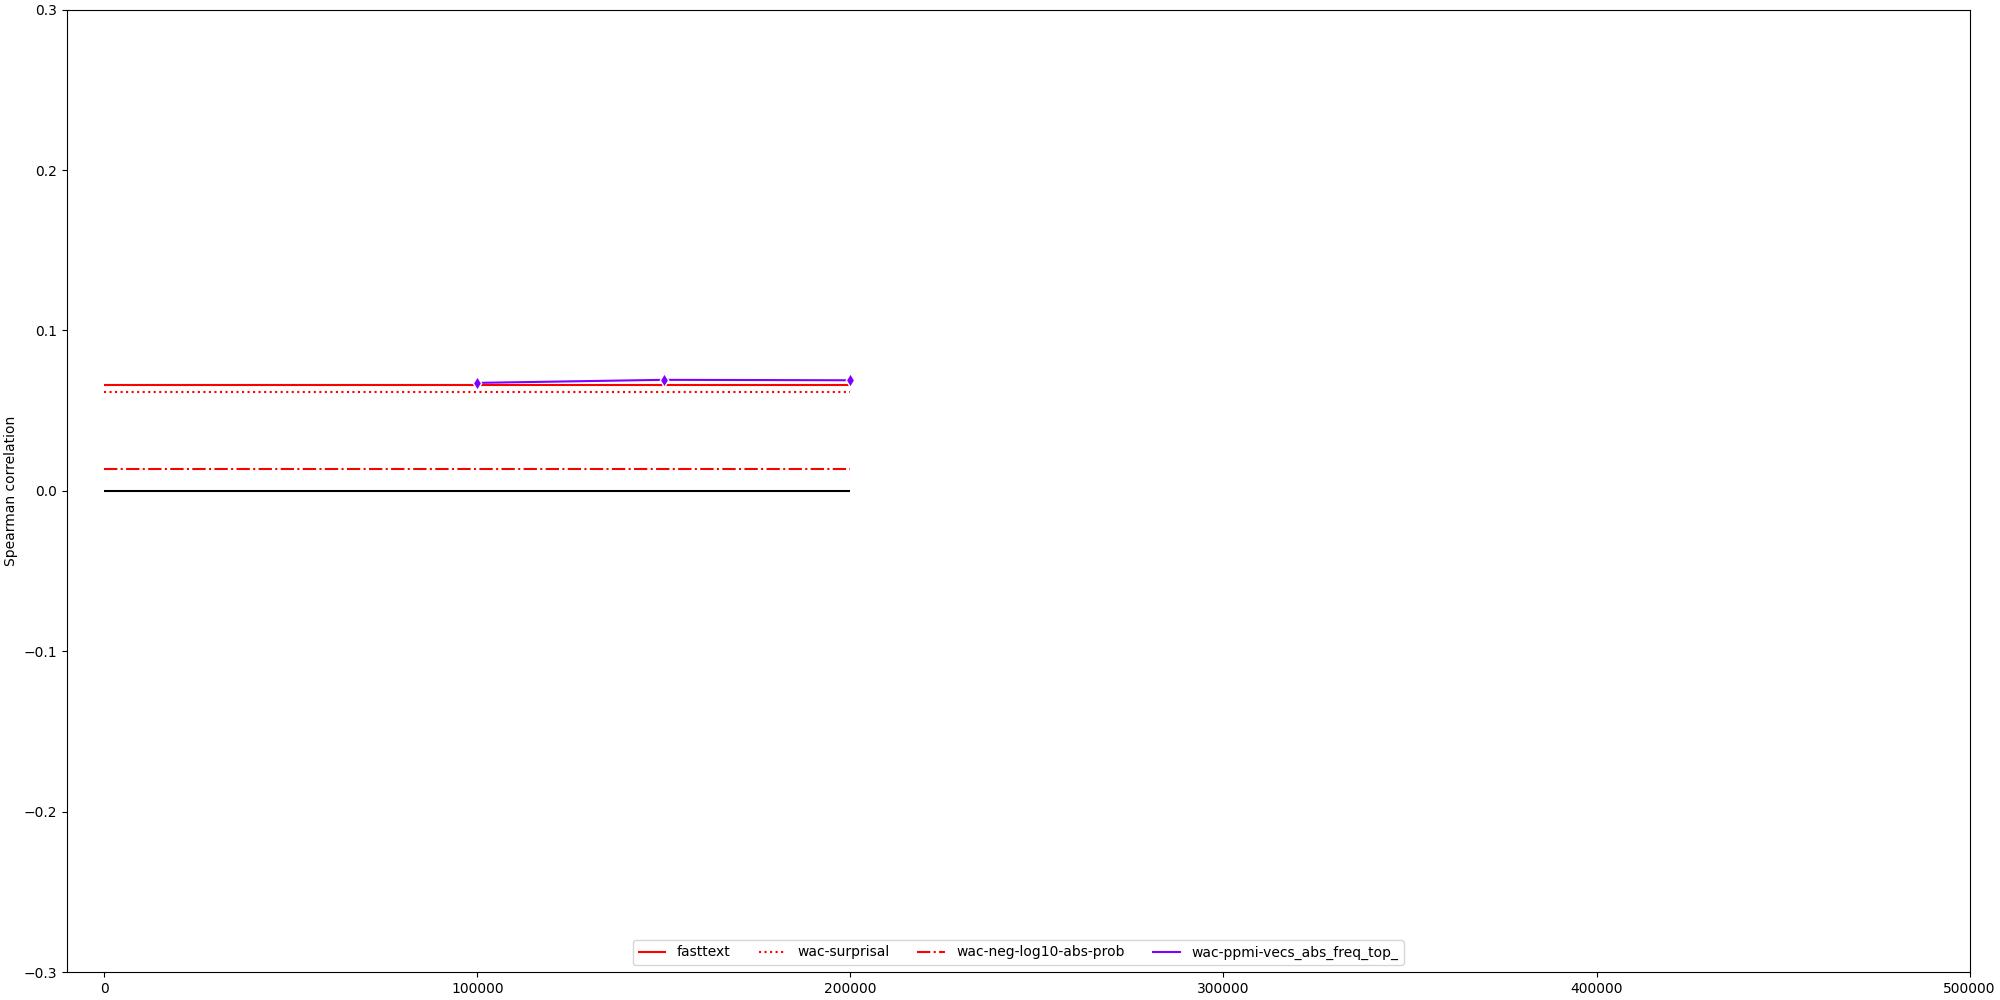 0.3
0.2
0.1
0.0
−0.1
−0.2
−0.3
Spearman correlation
fasttext wac-surprisal wac-neg-log10-abs-prob wac-ppmi-vecs_abs_freq_top_
0 100000 200000 300000 400000 500000